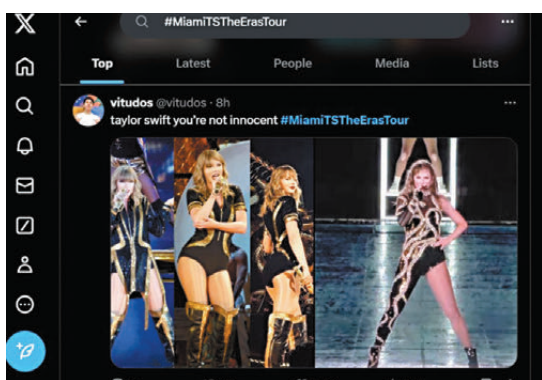 #MiamiTSTheErasTour
Top Latest People Media Lists
vitudos @vitudos · 8h
taylor swift you're not innocent #MiamiTSTheErasTour